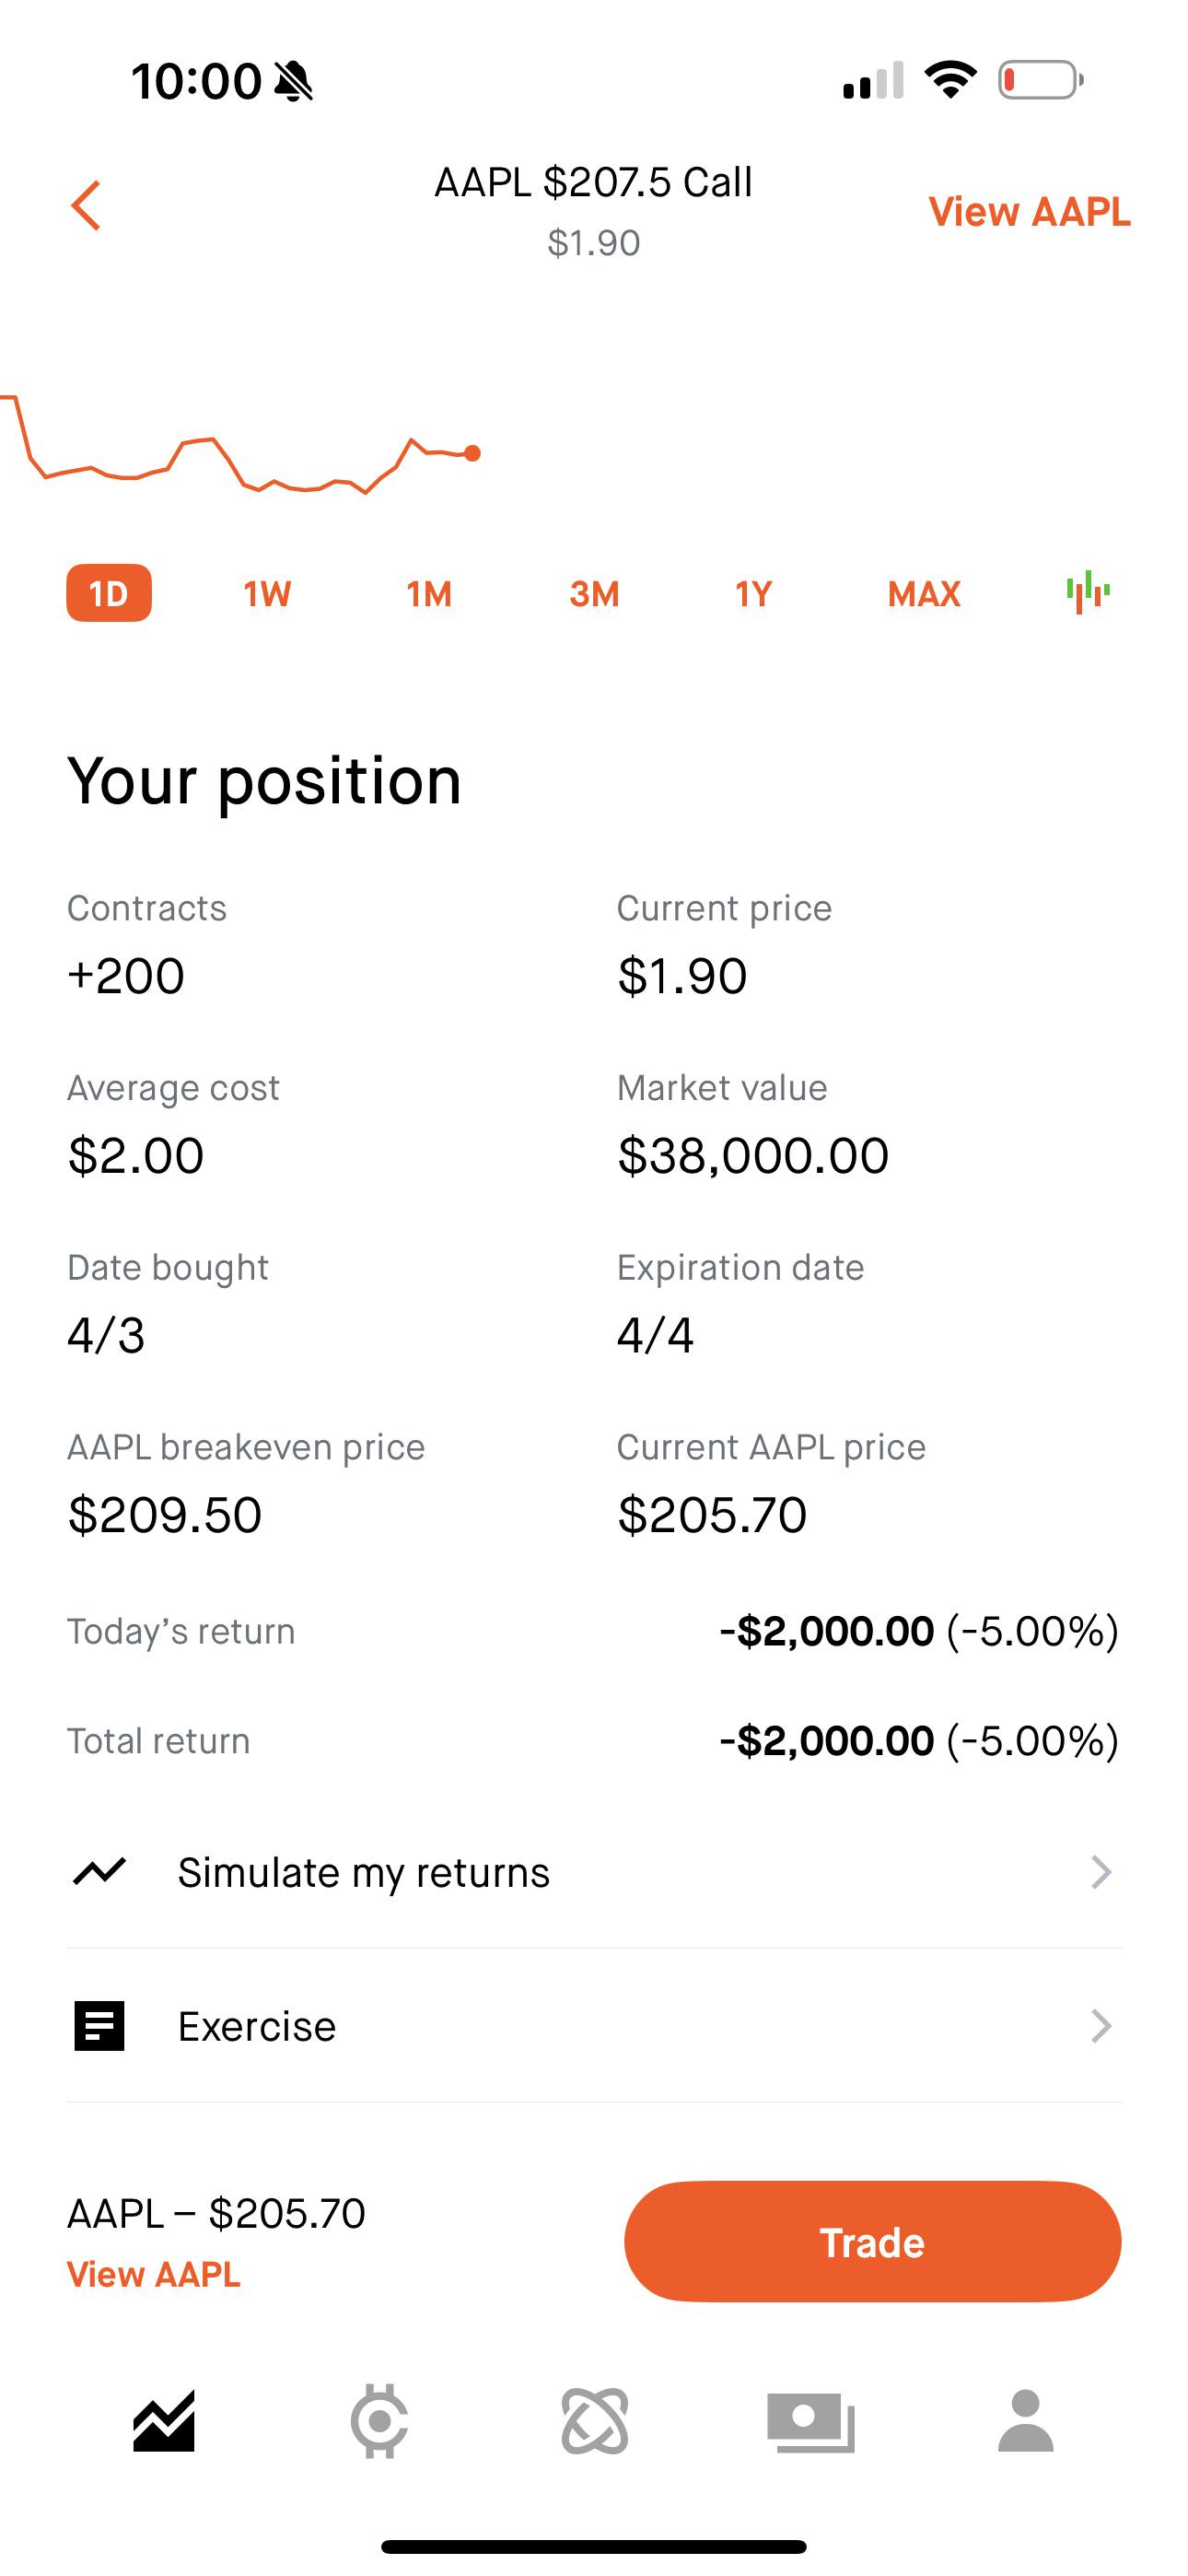 10:00
AAPL $207.5 Call
$1.90
View AAPL
1D 1W 1M 3M 1Y MAX
Your position
Contracts
+200
Current price
$1.90
Average cost
$2.00
Market value
$38,000.00
Date bought
4/3
Expiration date
4/4
AAPL breakeven price
$209.50
Current AAPL price
$205.70
Today’s return
-$2,000.00 (-5.00%)
Total return
-$2,000.00 (-5.00%)
Simulate my returns
Exercise
AAPL – $205.70
View AAPL
Trade